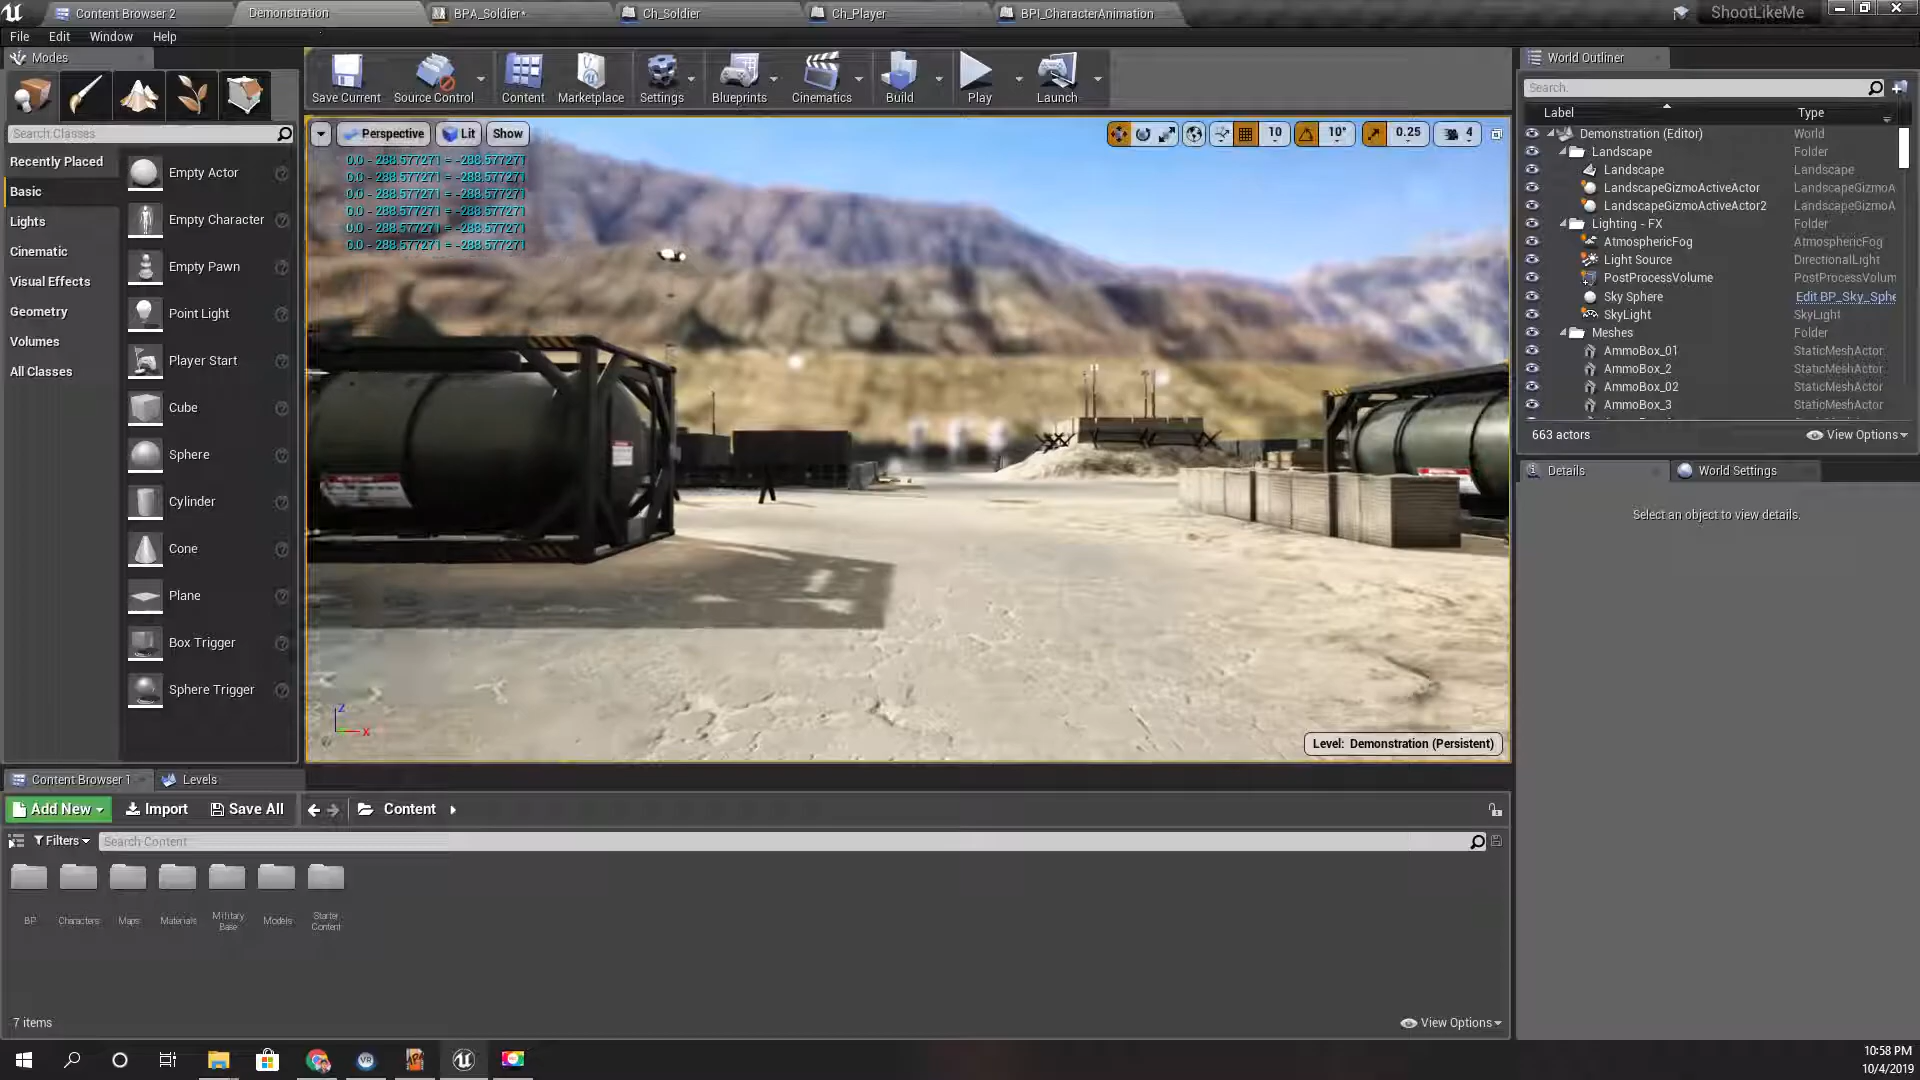 Content Browser 2
Demonstration
BPA_Soldier*
Ch_Soldier
Ch_Player
BPI_CharacterAnimation
ShootLikeMe
File
Edit
Window
Help
Modes
Save Current
Source Control
Content
Marketplace
Settings
Blueprints
Cinematics
Build
Play
Launch
Search Classes
Recently Placed
Basic
Lights
Cinematic
Visual Effects
Geometry
Volumes
All Classes
Empty Actor
Empty Character
Empty Pawn
Point Light
Player Start
Cube
Sphere
Cylinder
Cone
Plane
Box Trigger
Sphere Trigger
Perspective
Lit
Show
10
10°
0.25
4
0.0 - 288.577271 = -288.577271
0.0 - 288.577271 = -288.577271
0.0 - 288.577271 = -288.577271
0.0 - 288.577271 = -288.577271
0.0 - 288.577271 = -288.577271
0.0 - 288.577271 = -288.577271
Z
X
Level: Demonstration (Persistent)
World Outliner
Search.
Label
Type
Demonstration (Editor)
World
Landscape
Folder
Landscape
Landscape
LandscapeGizmoActiveActor
LandscapeGizmoA
LandscapeGizmoActiveActor2
LandscapeGizmoA
Lighting - FX
Folder
AtmosphericFog
AtmosphericFog
Light Source
DirectionalLight
PostProcessVolume
PostProcessVolum
Sky Sphere
Edit BP_Sky_Sphe
SkyLight
SkyLight
Meshes
Folder
AmmoBox_01
StaticMeshActor
AmmoBox_2
StaticMeshActor
AmmoBox_02
StaticMeshActor
AmmoBox_3
StaticMeshActor
663 actors
View Options
Details
World Settings
Select an object to view details.
Content Browser 1
Levels
Add New
Import
Save All
Content
Filters
Search Content
BP
Characters
Maps
Materials
Military
Base
Models
Starter
Content
7 items
View Options
10:58 PM
10/4/2019